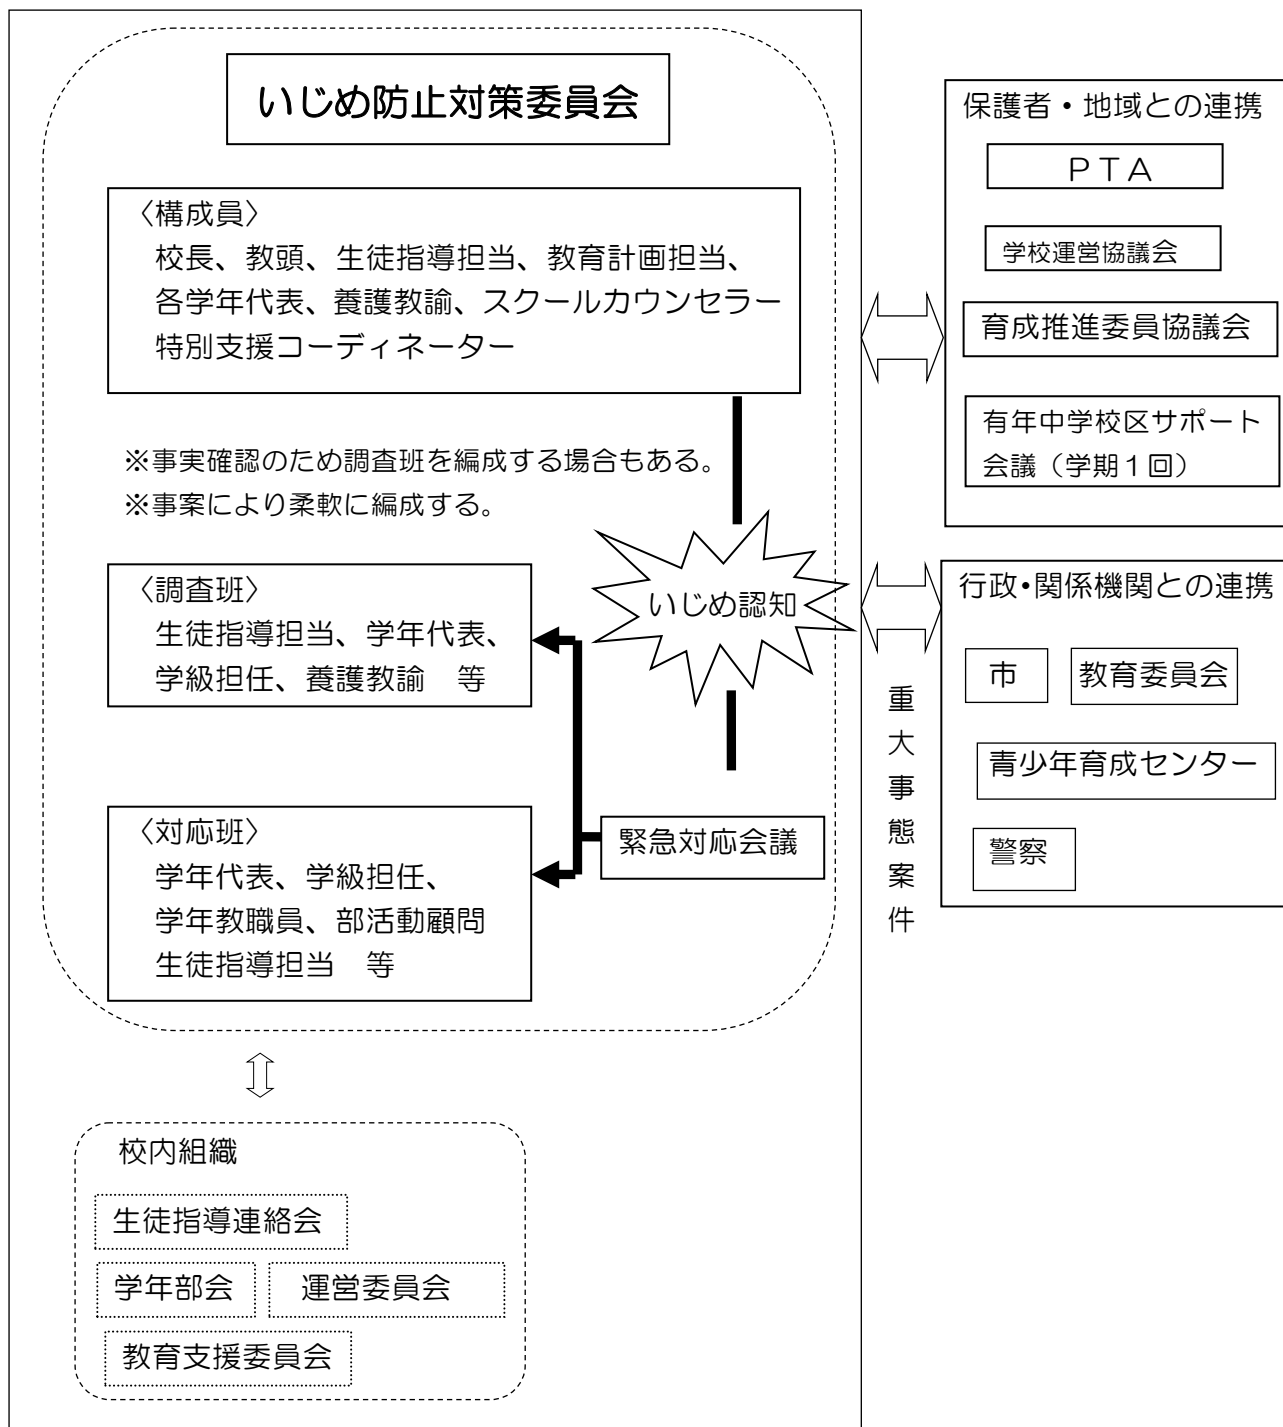 いじめ防止対策委員会
〈構成員〉
校長、教頭、生徒指導担当、教育計画担当、
各学年代表、養護教諭、スクールカウンセラー
特別支援コーディネーター
※事実確認のため調査班を編成する場合もある。
※事案により柔軟に編成する。
いじめ認知
〈調査班〉
生徒指導担当、学年代表、
学級担任、養護教諭　等
緊急対応会議
〈対応班〉
学年代表、学級担任、
学年教職員、部活動顧問
生徒指導担当　等
校内組織
生徒指導連絡会
学年部会
運営委員会
教育支援委員会
保護者・地域との連携
ＰＴＡ
学校運営協議会
育成推進委員協議会
有年中学校区サポート
会議（学期１回）
行政・関係機関との連携
市
教育委員会
青少年育成センター
警察
重大事態案件